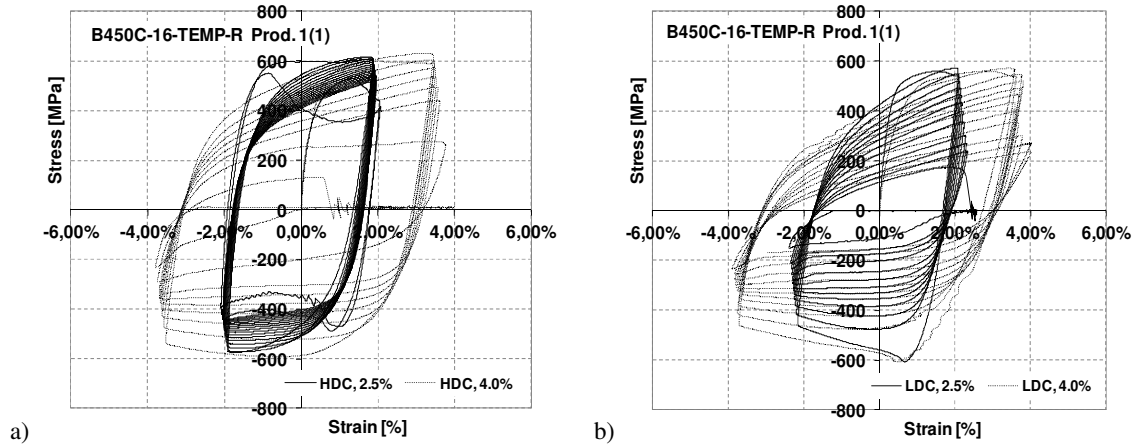 B450C-16-TEMP-R Prod. 1(1)
Stress [MPa]
800
600
400
200
0
-200
-400
-600
-800
-6,00% -4,00% -2,00% 0,00% 2,00% 4,00% 6,00%
HDC, 2.5% HDC, 4.0%
Strain [%]
a)
B450C-16-TEMP-R Prod. 1(1)
Stress [MPa]
800
600
400
200
0
-200
-400
-600
-800
-6,00% -4,00% -2,00% 0,00% 2,00% 4,00% 6,00%
LDC, 2.5% LDC, 4.0%
Strain [%]
b)